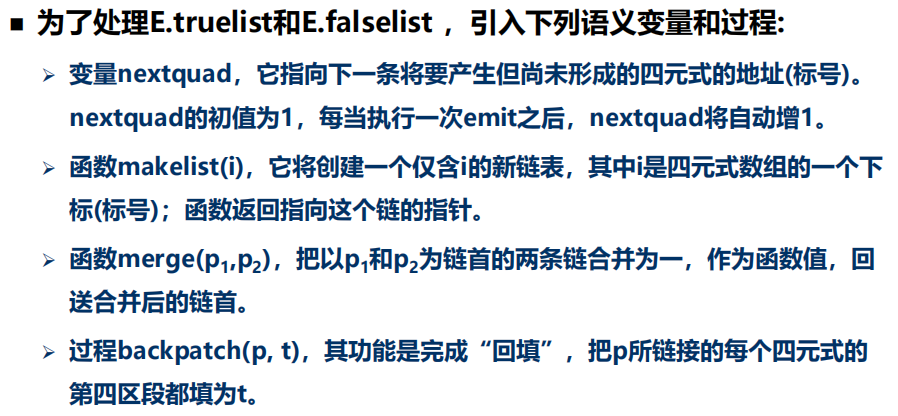 ■ 为了处理E.truelist和E.falselist ，引入下列语义变量和过程:
➢ 变量nextquad，它指向下一条将要产生但尚未形成的四元式的地址(标号)。
nextquad的初值为1，每当执行一次emit之后，nextquad将自动增1。
➢ 函数makelist(i)，它将创建一个仅含i的新链表，其中i是四元式数组的一个下
标(标号)；函数返回指向这个链的指针。
➢ 函数merge(p₁,p₂)，把以p₁和p₂为链首的两条链合并为一，作为函数值，回
送合并后的链首。
➢ 过程backpatch(p, t)，其功能是完成“回填”，把p所链接的每个四元式的
第四区段都填为t。